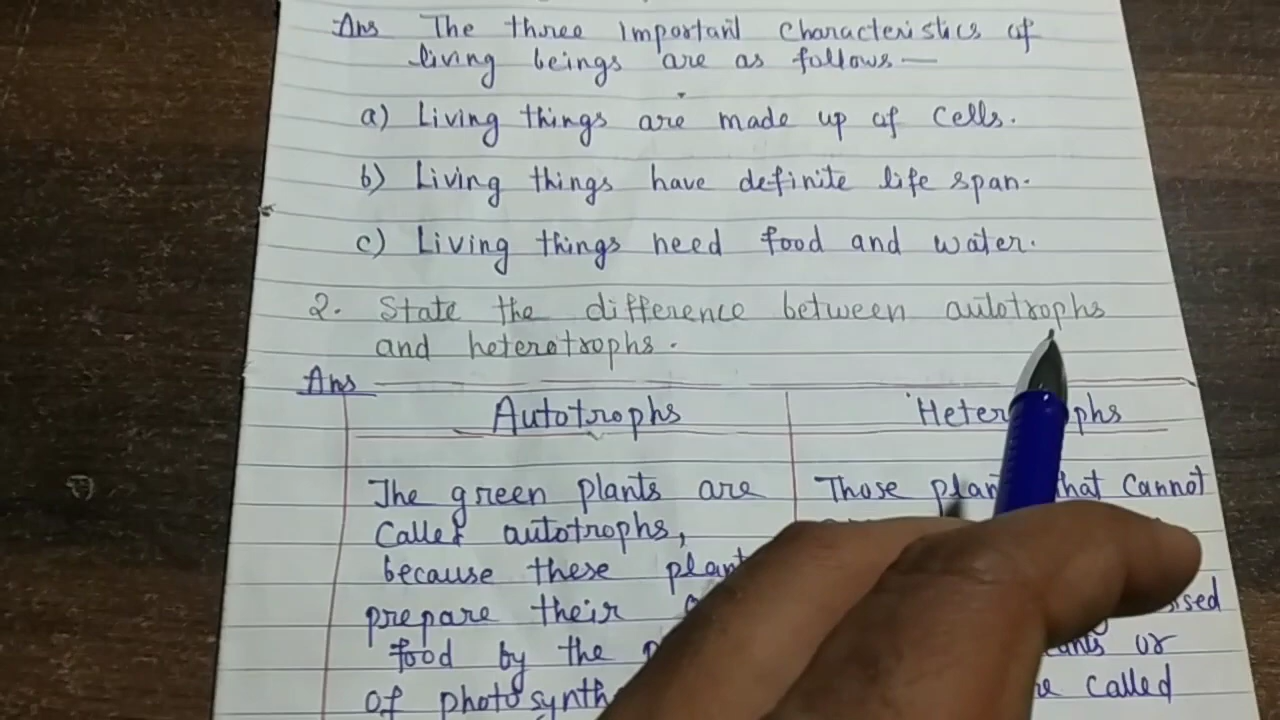 Ans The three important characteristics of
living beings are as follows —
a) Living things are made up of cells.
b) Living things have definite life span.
c) Living things need food and water.
2. State the difference between autotrophs
and heterotrophs.
Ans
Autotrophs
The green plants are
called autotrophs,
because these
prepare their
food by the
of
Those that cannot
or
called